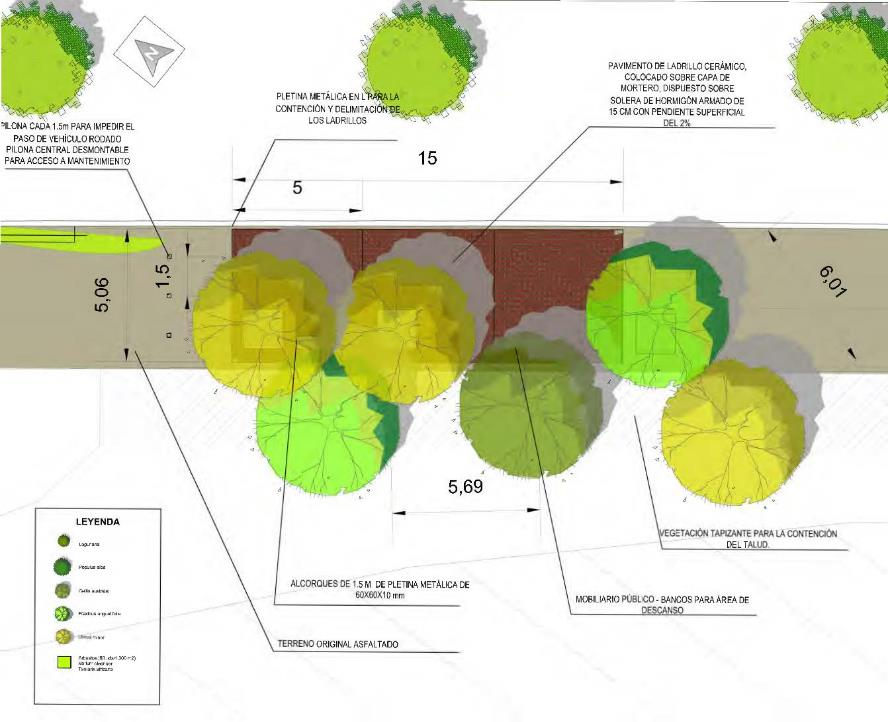 PILONA CADA 1.5m PARA IMPEDIR EL
PASO DE VEHÍCULO RODADO
PILONA CENTRAL DESMONTABLE
PARA ACCESO A MANTENIMIENTO
N
PLETINA METÁLICA EN L PARA LA
CONTENCIÓN Y DELIMITACIÓN DE
LOS LADRILLOS
PAVIMENTO DE LADRILLO CERÁMICO,
COLOCADO SOBRE CAPA DE
MORTERO, DISPUESTO SOBRE
SOLERA DE HORMIGÓN ARMADO DE
15 CM CON PENDIENTE SUPERFICIAL
DEL 2%
15
5
5,06
1,5
6,01
5,69
VEGETACIÓN TAPIZANTE PARA LA CONTENCIÓN
DEL TALUD.
ALCORQUES DE 1.5 M DE PLETINA METÁLICA DE
60X60X10 mm
MOBILIARIO PÚBLICO - BANCOS PARA ÁREA DE
DESCANSO
TERRENO ORIGINAL ASFALTADO
LEYENDA
Populus alba